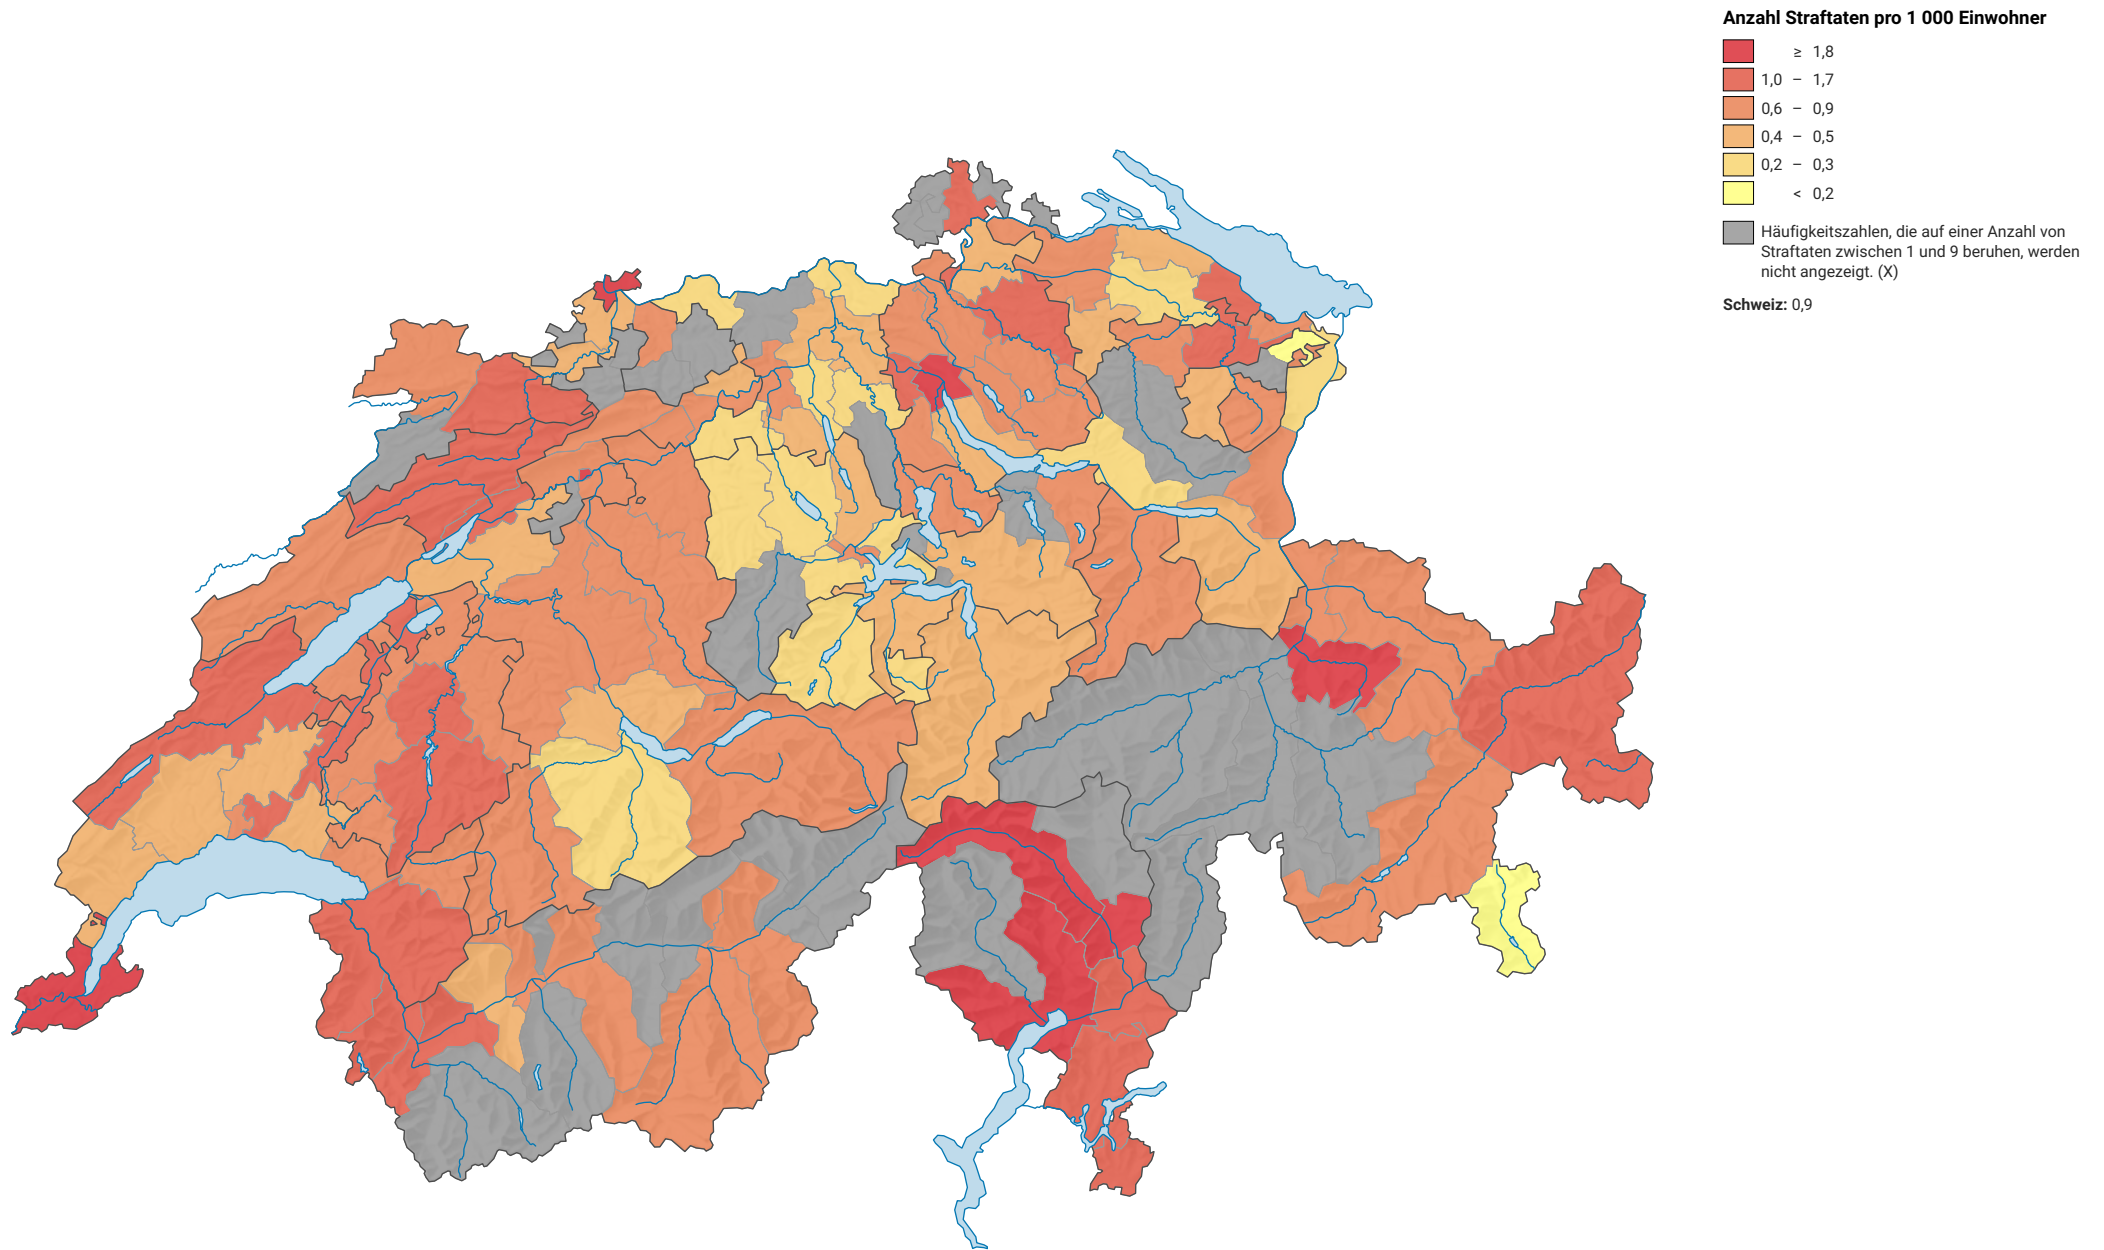 Anzahl Straftaten pro 1 000 Einwohner
≥ 1,8
1,0 – 1,7
0,6 – 0,9
0,4 – 0,5
0,2 – 0,3
< 0,2
Häufigkeitszahlen, die auf einer Anzahl von
Straftaten zwischen 1 und 9 beruhen, werden
nicht angezeigt. (X)
Schweiz: 0,9